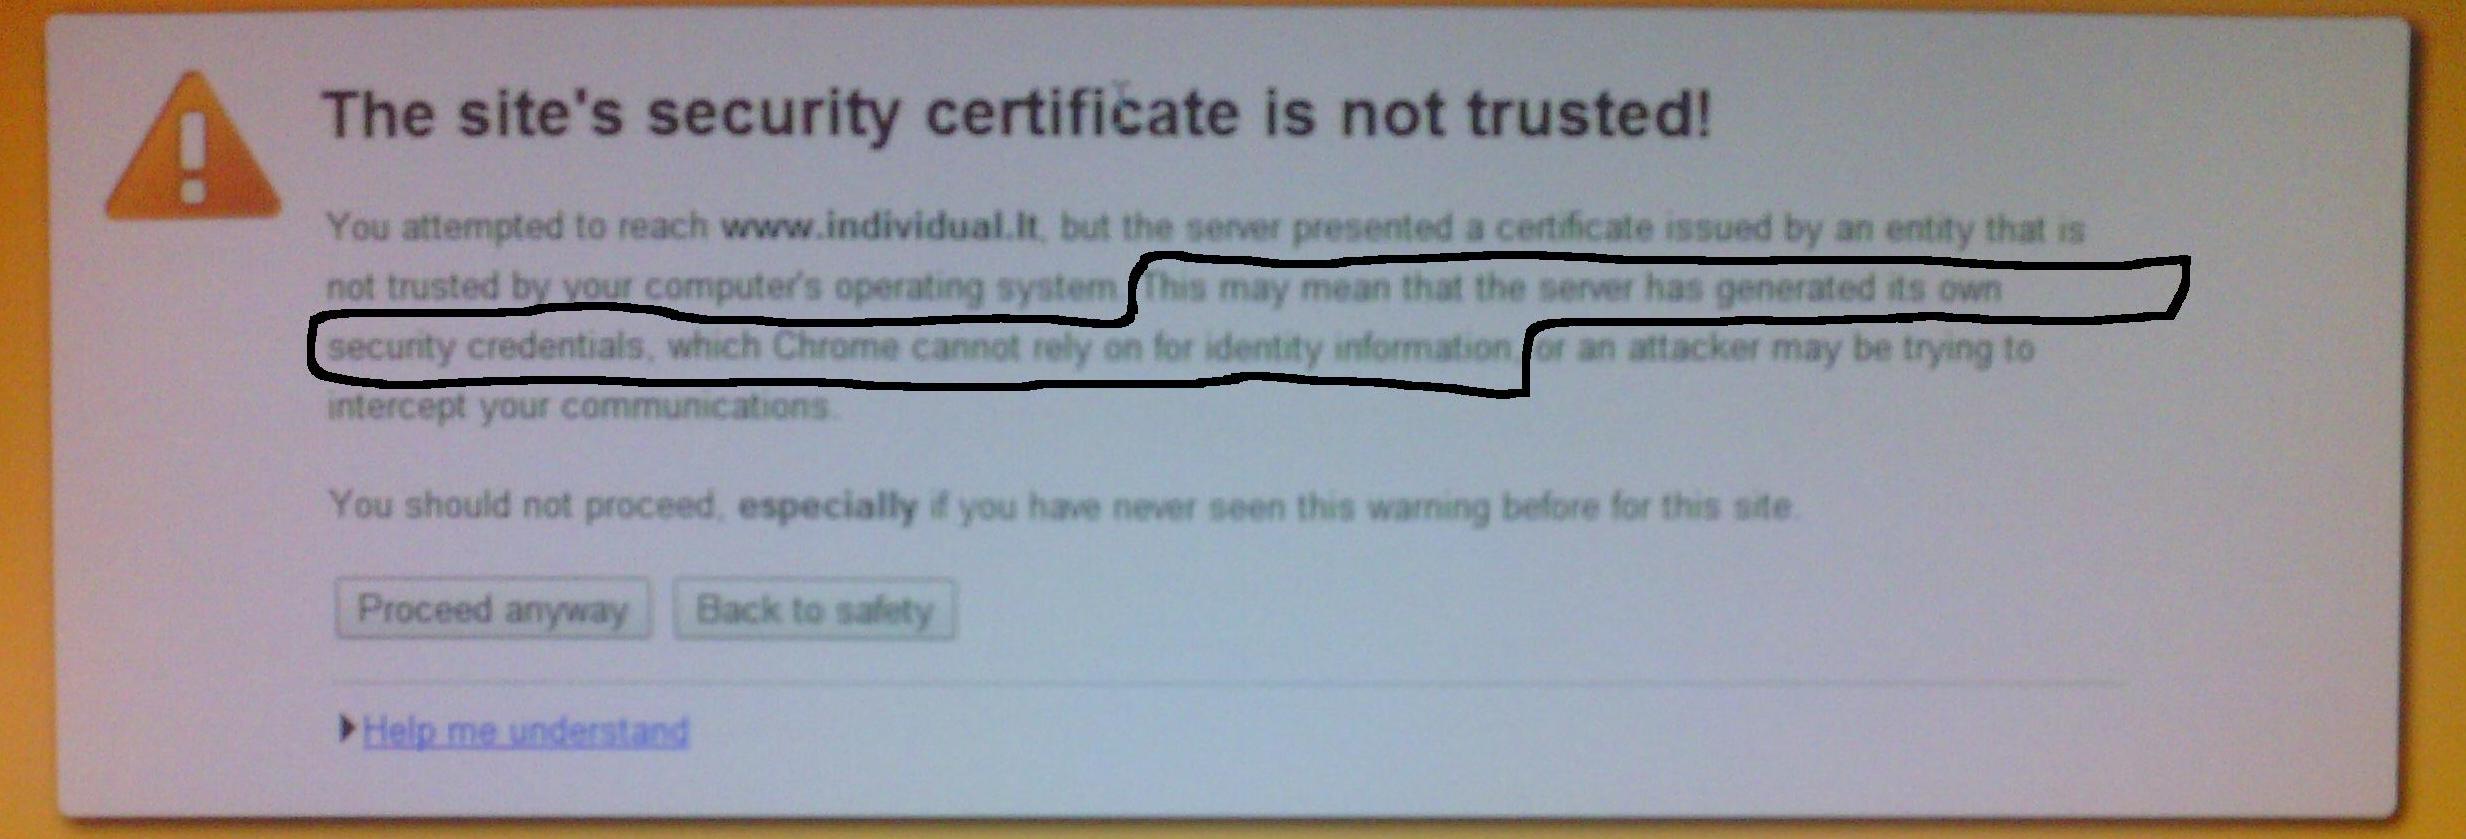 The site's security certificate is not trusted!
You attempted to reach www.individual.lt, but the server presented a certificate issued by an entity that is
not trusted by your computer's operating system. This may mean that the server has generated its own
security credentials, which Chrome cannot rely on for identity information, or an attacker may be trying to
intercept your communications.
You should not proceed, especially if you have never seen this warning before for this site.
Proceed anyway Back to safety
Help me understand